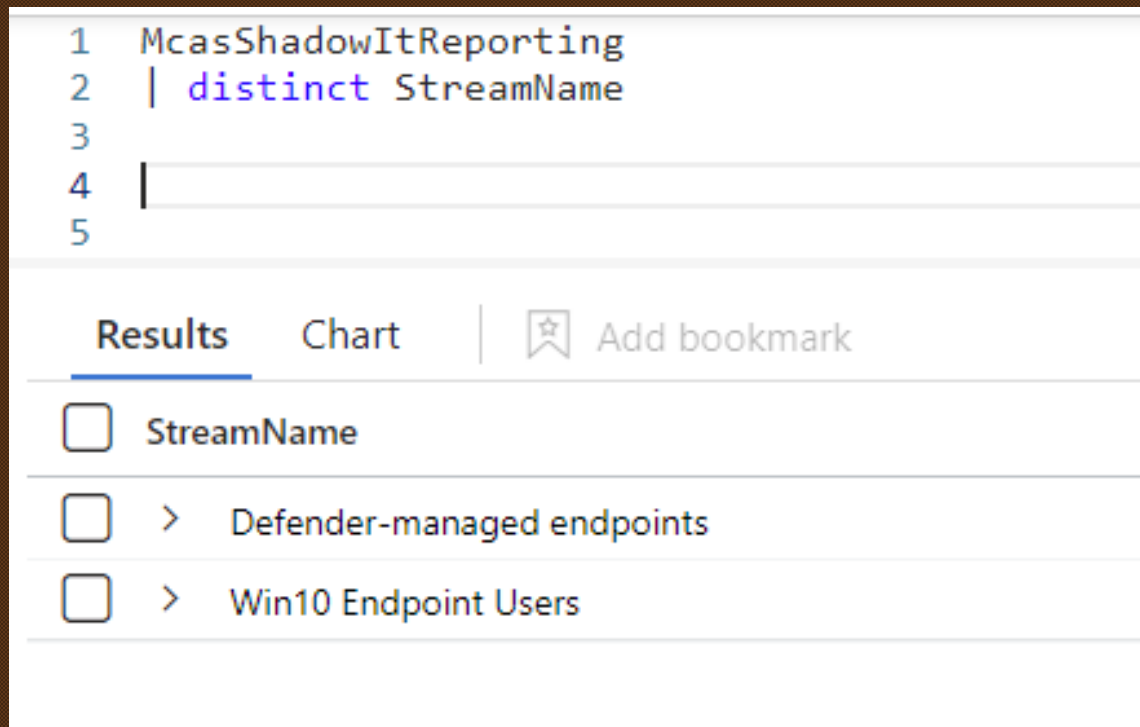 1 McasShadowItReporting
2 | distinct StreamName
3
4
5
Results Chart Add bookmark
StreamName
> Defender-managed endpoints
> Win10 Endpoint Users